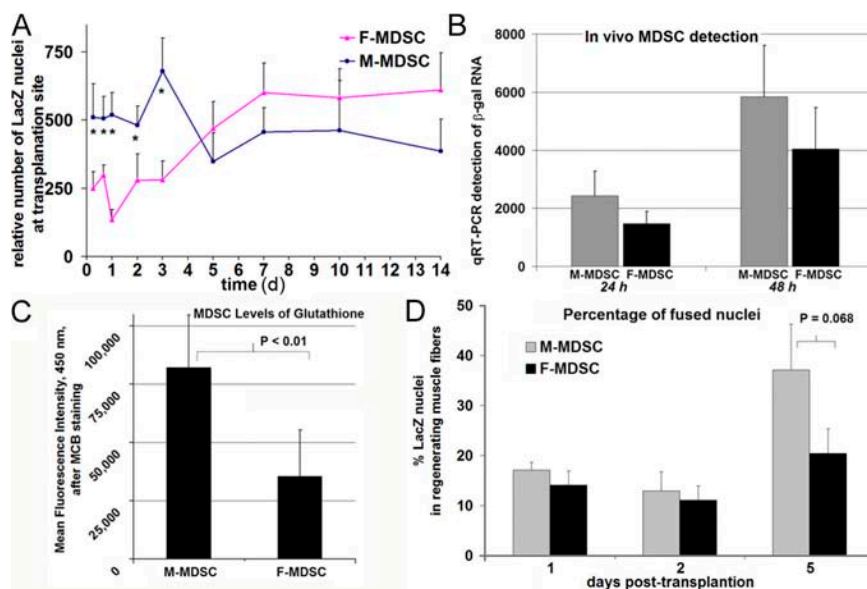 A
F-MDSC
M-MDSC
relative number of LacZ nuclei
at transplanation site
750
500
250
0
* * * * *
0 1 2 3 4 5 6 7 8 9 10 11 12 13 14
time (d)
B
In vivo MDSC detection
qRT-PCR detection of β-gal RNA
8000
6000
4000
2000
0
M-MDSC F-MDSC M-MDSC F-MDSC
24 h 48 h
C
MDSC Levels of Glutathione
P < 0.01
Mean Fluorescence Intensity, 450 nm,
after MCB staining
100,000
75,000
50,000
25,000
0
M-MDSC F-MDSC
D
Percentage of fused nuclei
P = 0.068
M-MDSC
F-MDSC
% LacZ nuclei
in regenerating muscle fibers
50
40
30
20
10
0
1 2 5
days post-transplantion